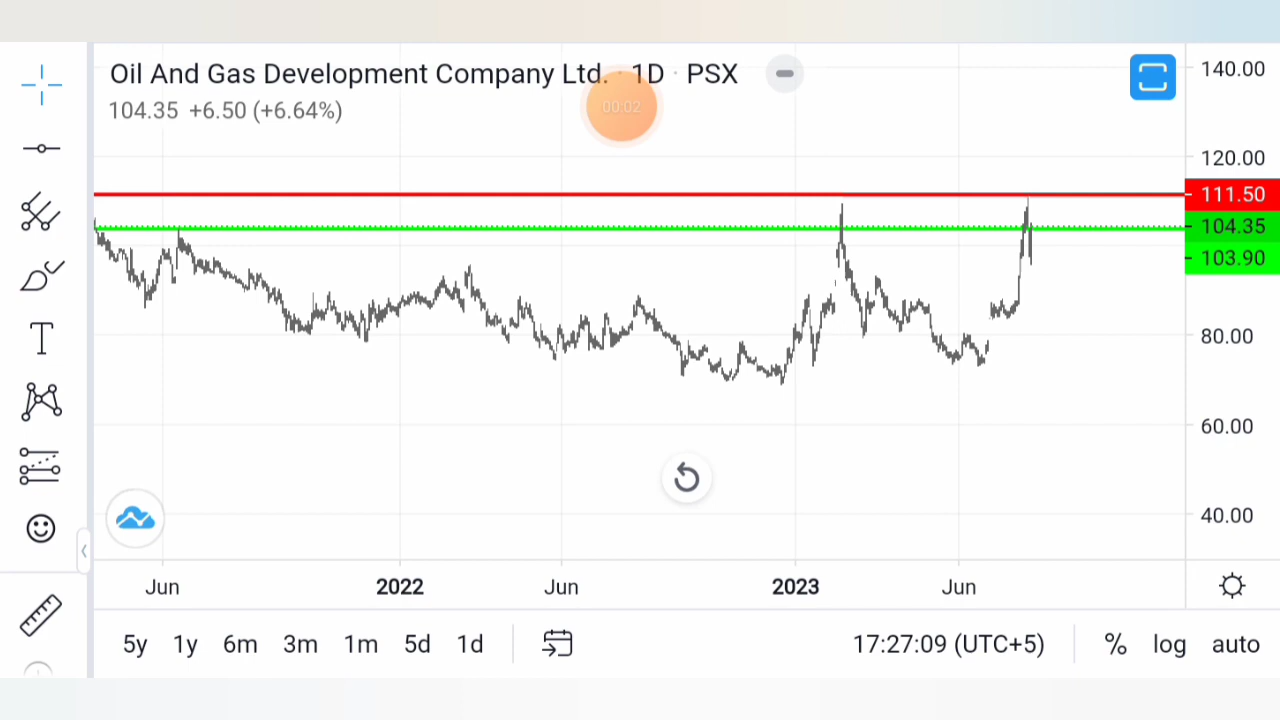 Oil And Gas Development Company Ltd. · 1D · PSX
104.35 +6.50 (+6.64%)
00:02
140.00
120.00
111.50
104.35
103.90
80.00
60.00
40.00
Jun 2022 Jun 2023 Jun
5y 1y 6m 3m 1m 5d 1d 17:27:09 (UTC+5) % log auto